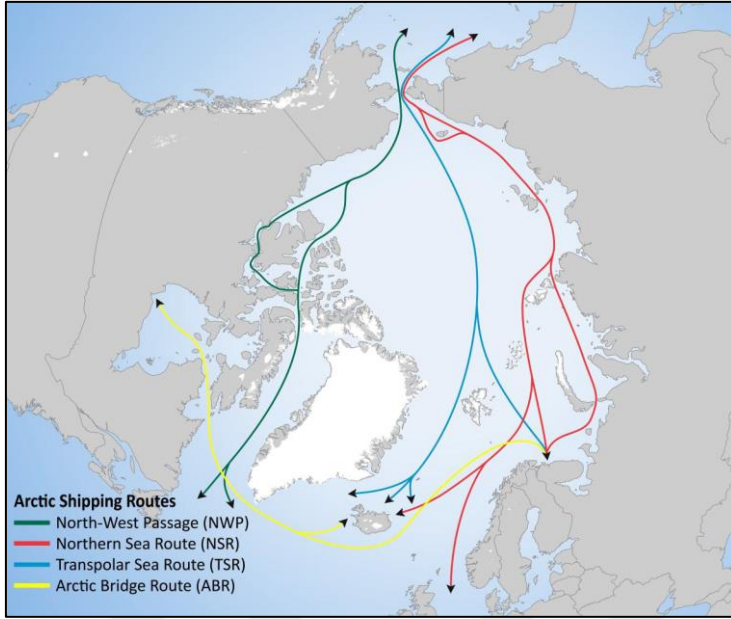 Arctic Shipping Routes
North-West Passage (NWP)
Northern Sea Route (NSR)
Transpolar Sea Route (TSR)
Arctic Bridge Route (ABR)